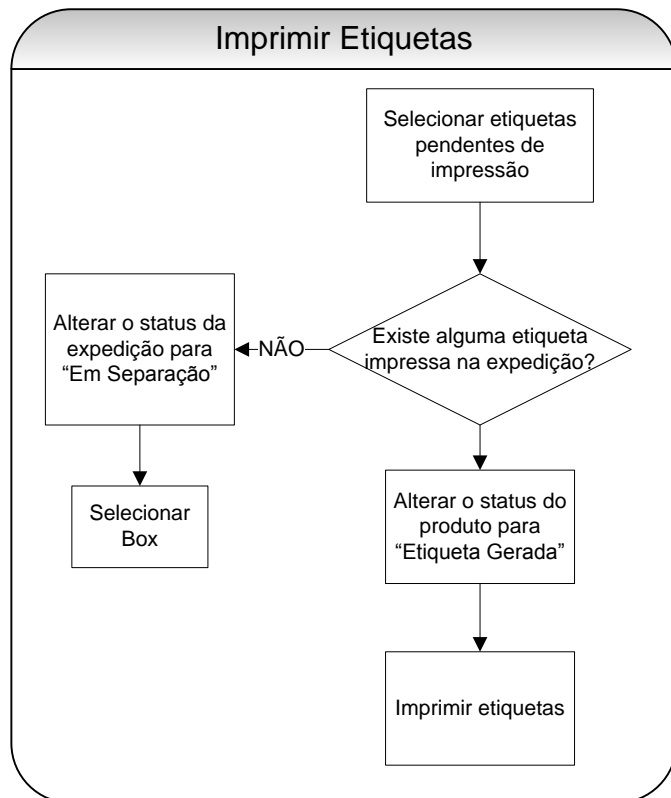 Imprimir Etiquetas
Selecionar etiquetas
pendentes de
impressão
Existe alguma etiqueta
impressa na expedição?
NÃO
Alterar o status da
expedição para
“Em Separação”
Selecionar
Box
Alterar o status do
produto para
“Etiqueta Gerada”
Imprimir etiquetas